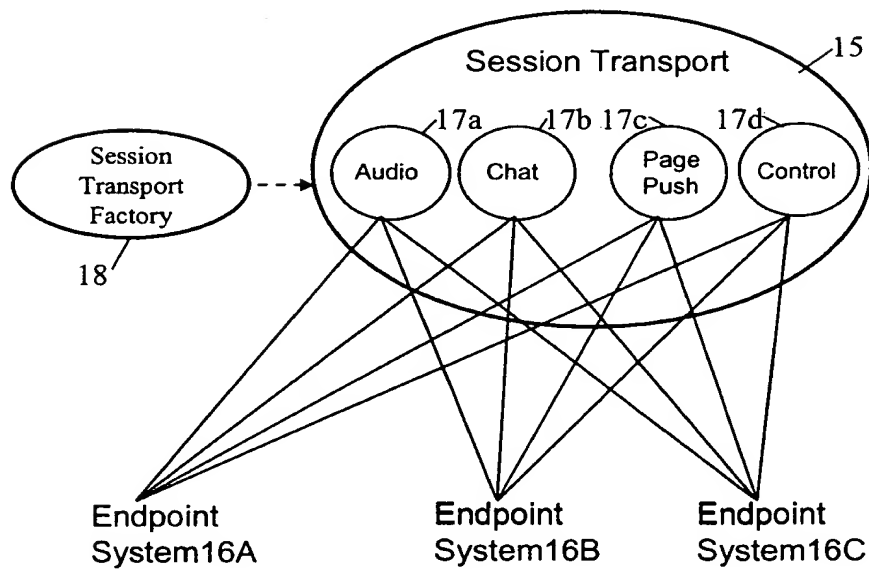 15
Session Transport
17a
17b
17c
17d
Session
Transport
Factory
Audio
Chat
Page
Push
Control
18
Endpoint
System16A
Endpoint
System16B
Endpoint
System16C